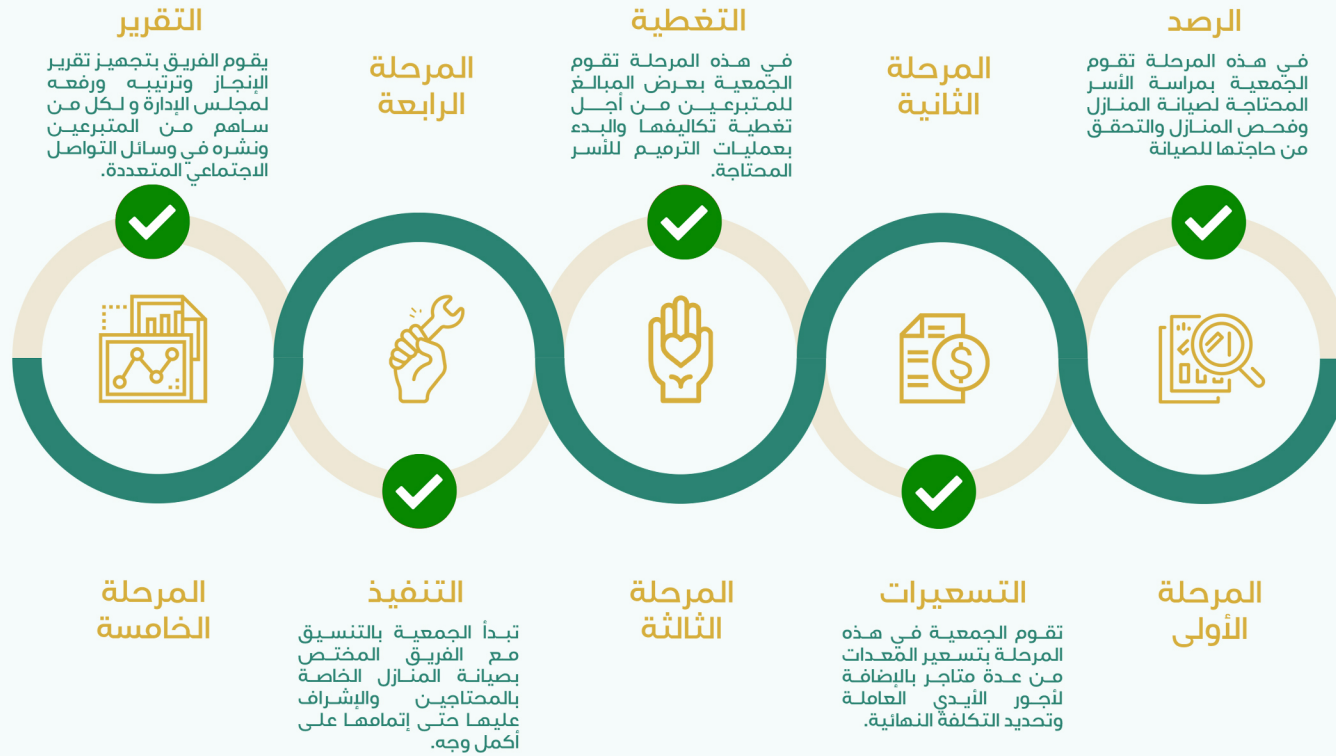 الرصد
في هذه المرحلة تقوم
الجمعية بمراسة الأسر
المحتاجة لصيانة المنازل
وفحص المنازل والتحقق
من حاجتها للصيانة
المرحلة
الأولى
المرحلة
الثانية
التسعيرات
تقوم الجمعية في هذه
المرحلة بتسعير المعدات
من عدة متاجر بالإضافة
لأجور الأيدي العاملة
وتحديد التكلفة النهائية.
التغطية
في هذه المرحلة تقوم
الجمعية بعرض المبالغ
للمتبرعين من أجل
تغطية تكاليفها والبدء
بعمليات الترميم للأسر
المحتاجة.
المرحلة
الثالثة
المرحلة
الرابعة
التنفيذ
تبدأ الجمعية بالتنسيق
مع الفريق المختص
بصيانة المنازل الخاصة
بالمحتاجين والإشراف
عليها حتى إتمامها على
أكمل وجه.
التقرير
يقوم الفريق بتجهيز تقرير
الإنجاز وترتيبه ورفعه
لمجلس الإدارة و لكل من
ساهم من المتبرعين
ونشره في وسائل التواصل
الاجتماعي المتعددة.
المرحلة
الخامسة